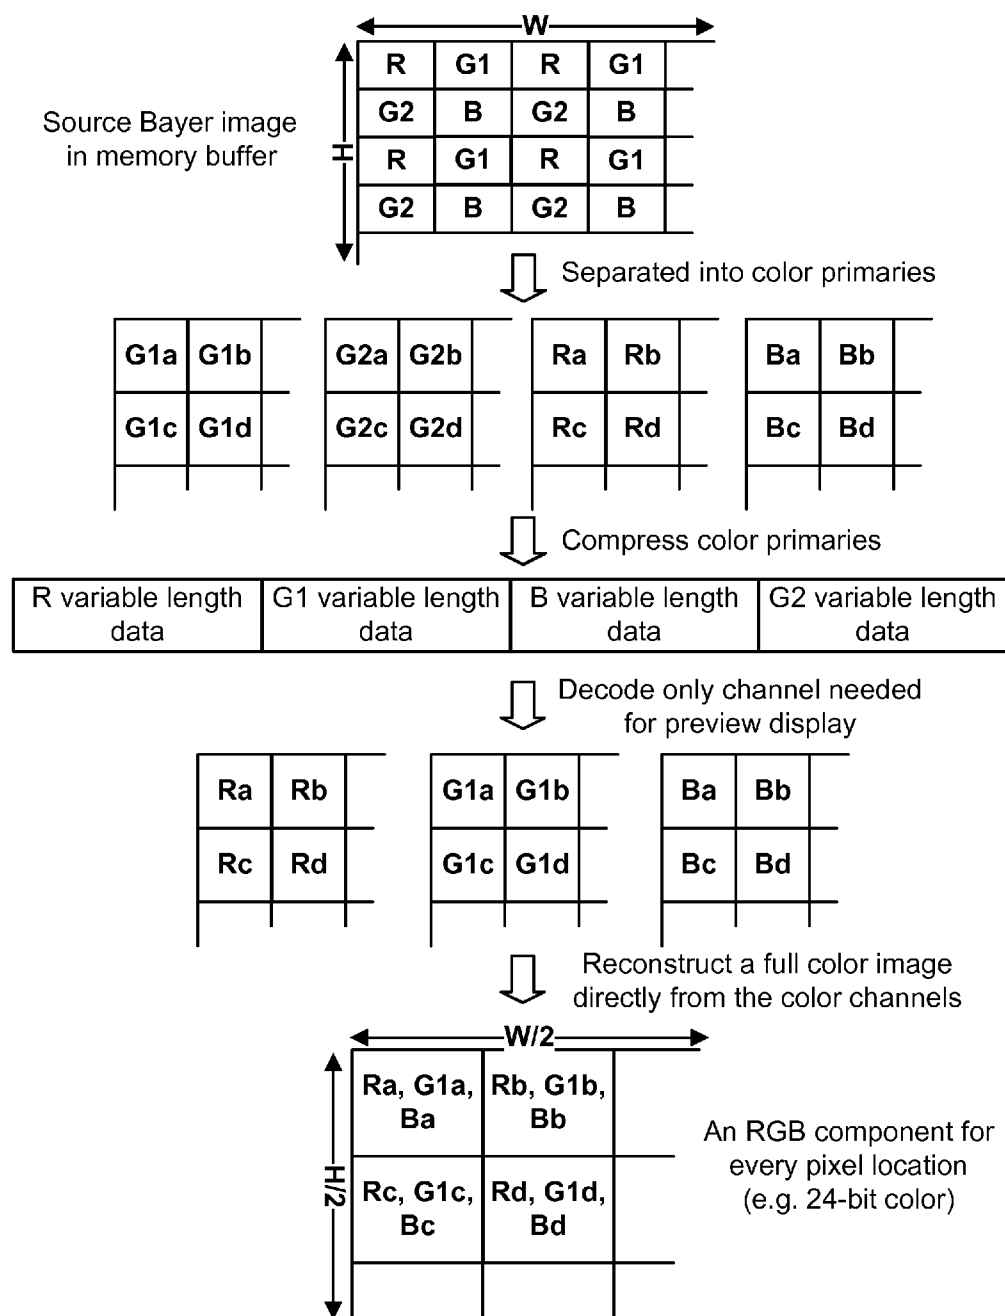 W
R G1 R G1
G2 B G2 B
R G1 R G1
G2 B G2 B
H
Source Bayer image
in memory buffer
Separated into color primaries
G1a G1b
G1c G1d
G2a G2b
G2c G2d
Ra Rb
Rc Rd
Ba Bb
Bc Bd
Compress color primaries
R variable length
data
G1 variable length
data
B variable length
data
G2 variable length
data
Decode only channel needed
for preview display
Ra Rb
Rc Rd
G1a G1b
G1c G1d
Ba Bb
Bc Bd
Reconstruct a full color image
directly from the color channels
W/2
H/2
Ra, G1a,
Ba
Rb, G1b,
Bb
Rc, G1c,
Bc
Rd, G1d,
Bd
An RGB component for
every pixel location
(e.g. 24-bit color)